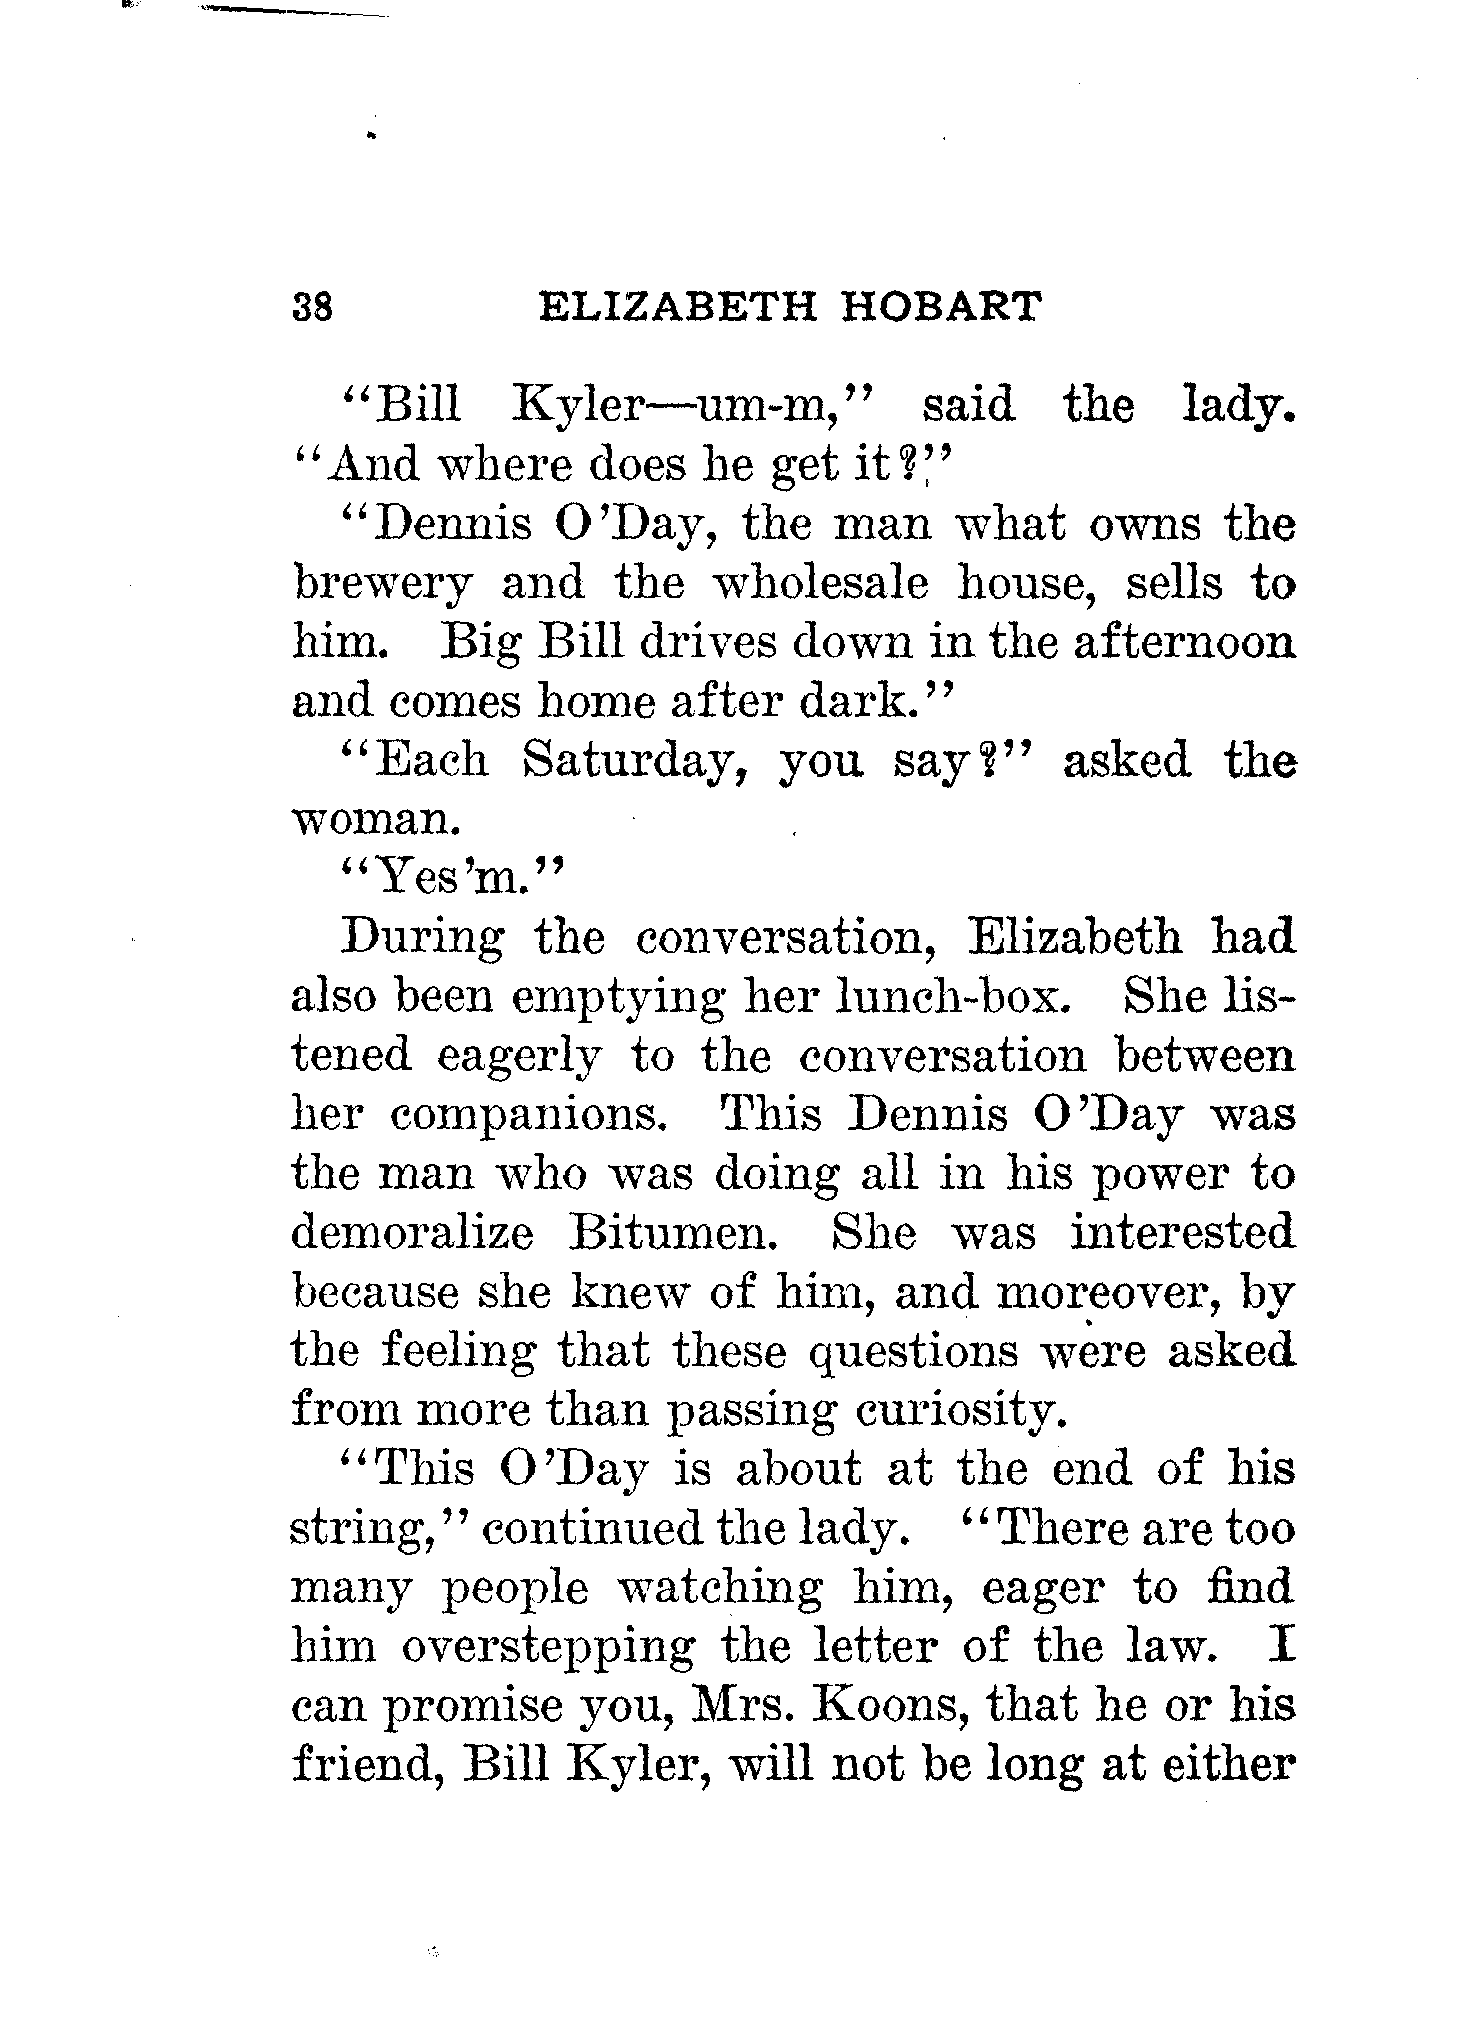 38 ELIZABETH HOBART
“Bill Kyler—um-m,” said the lady.
“And where does he get it?”
“Dennis O’Day, the man what owns the
brewery and the wholesale house, sells to
him. Big Bill drives down in the afternoon
and comes home after dark.”
“Each Saturday, you say?” asked the
woman.
“Yes’m.”
During the conversation, Elizabeth had
also been emptying her lunch-box. She lis-
tened eagerly to the conversation between
her companions. This Dennis O’Day was
the man who was doing all in his power to
demoralize Bitumen. She was interested
because she knew of him, and moreover, by
the feeling that these questions were asked
from more than passing curiosity.
“This O’Day is about at the end of his
string,” continued the lady. “There are too
many people watching him, eager to find
him overstepping the letter of the law. I
can promise you, Mrs. Koons, that he or his
friend, Bill Kyler, will not be long at either